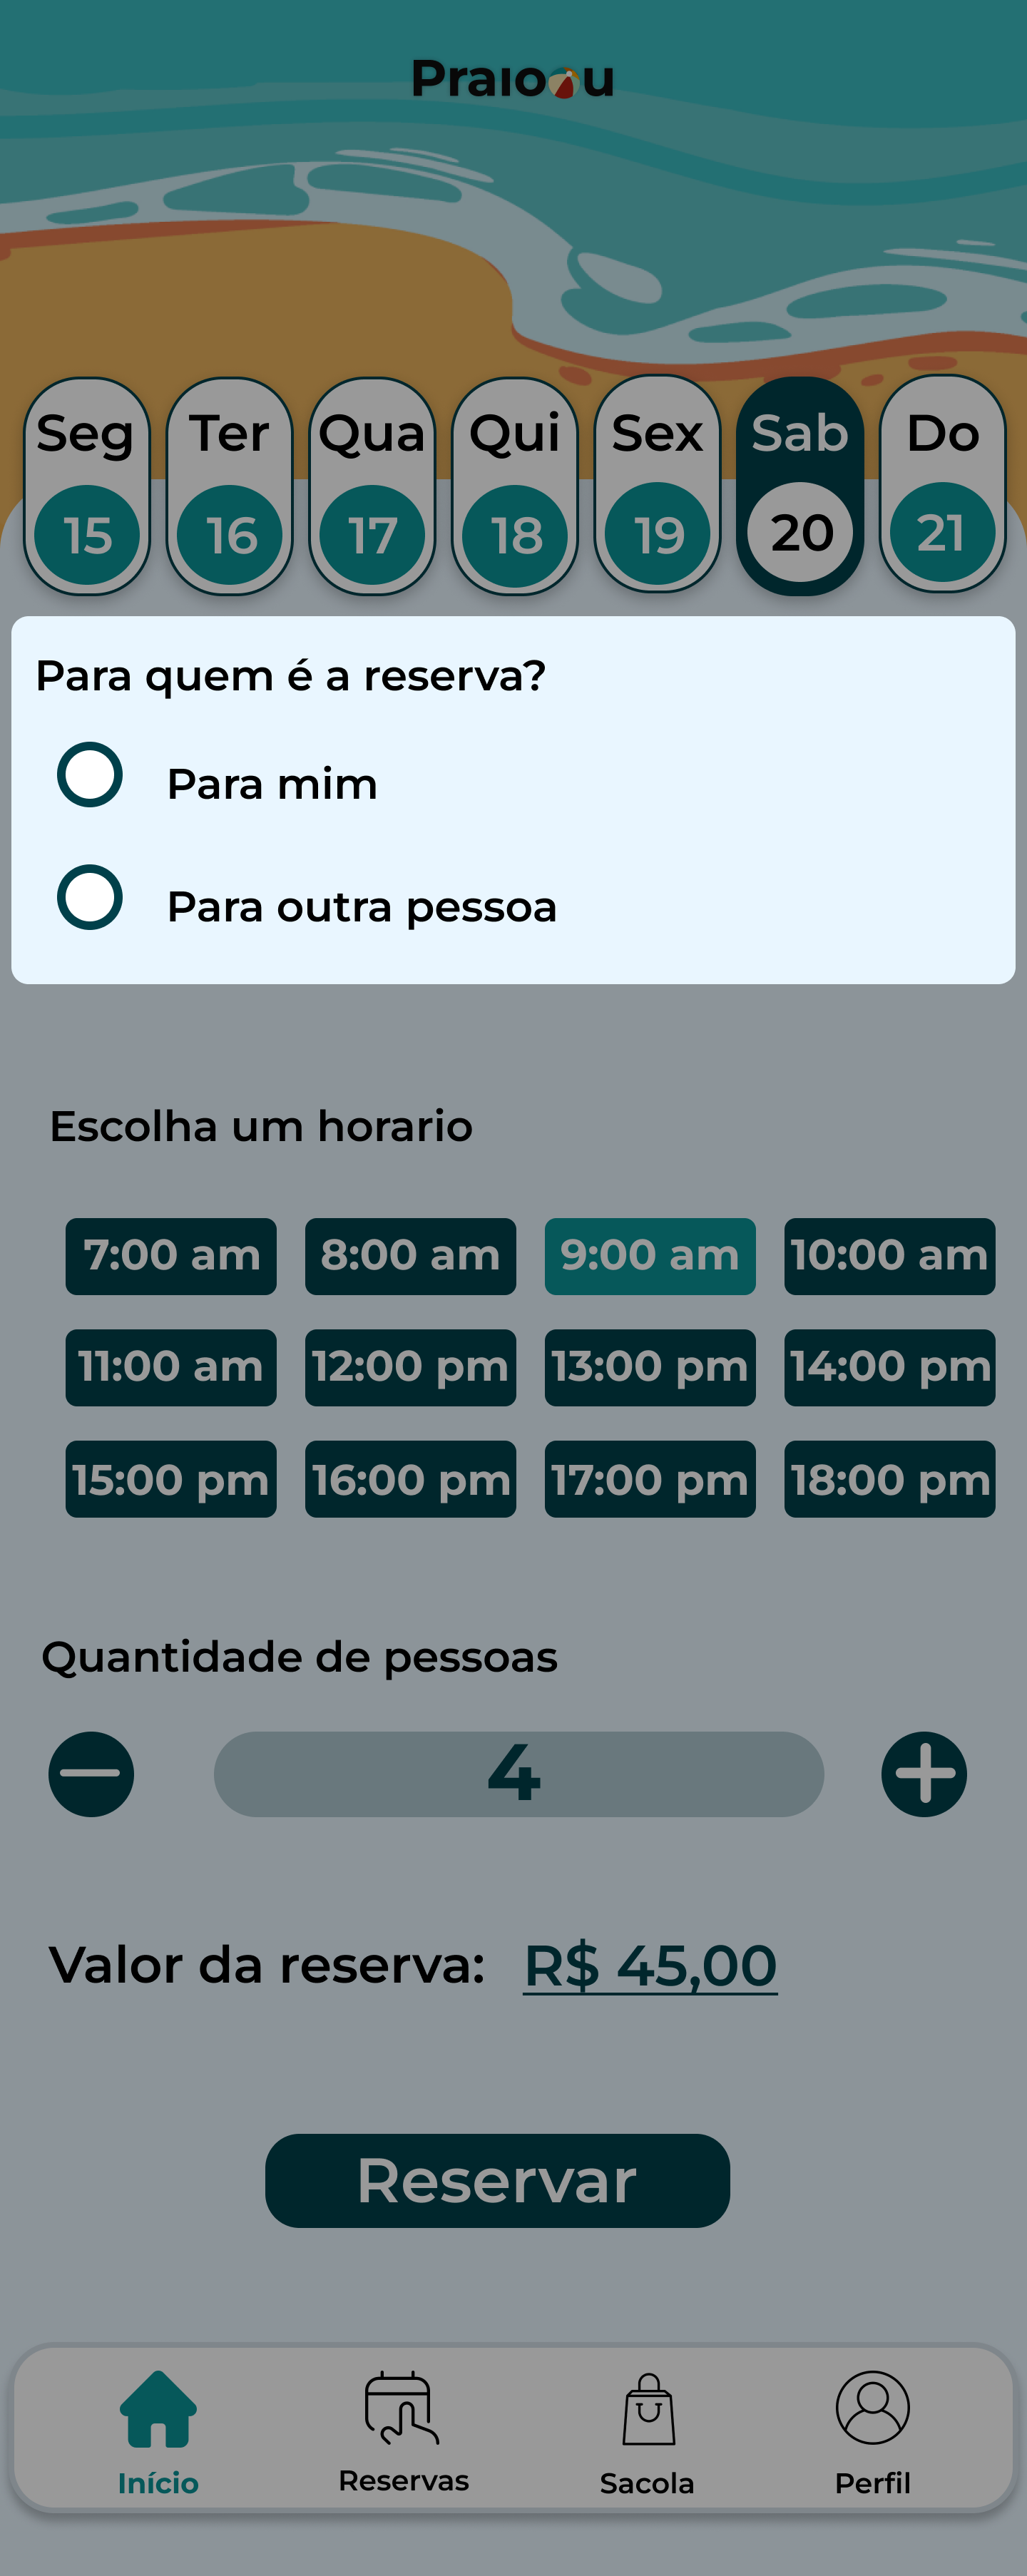 Praiou
Seg Ter Qua Qui Sex Sab Do
15 16 17 18 19 20 21
Para quem é a reserva?
Para mim
Para outra pessoa
Escolha um horario
7:00 am 8:00 am 9:00 am 10:00 am
11:00 am 12:00 pm 13:00 pm 14:00 pm
15:00 pm 16:00 pm 17:00 pm 18:00 pm
Quantidade de pessoas
4
Valor da reserva: R$ 45,00
Reservar
Início Reservas Sacola Perfil